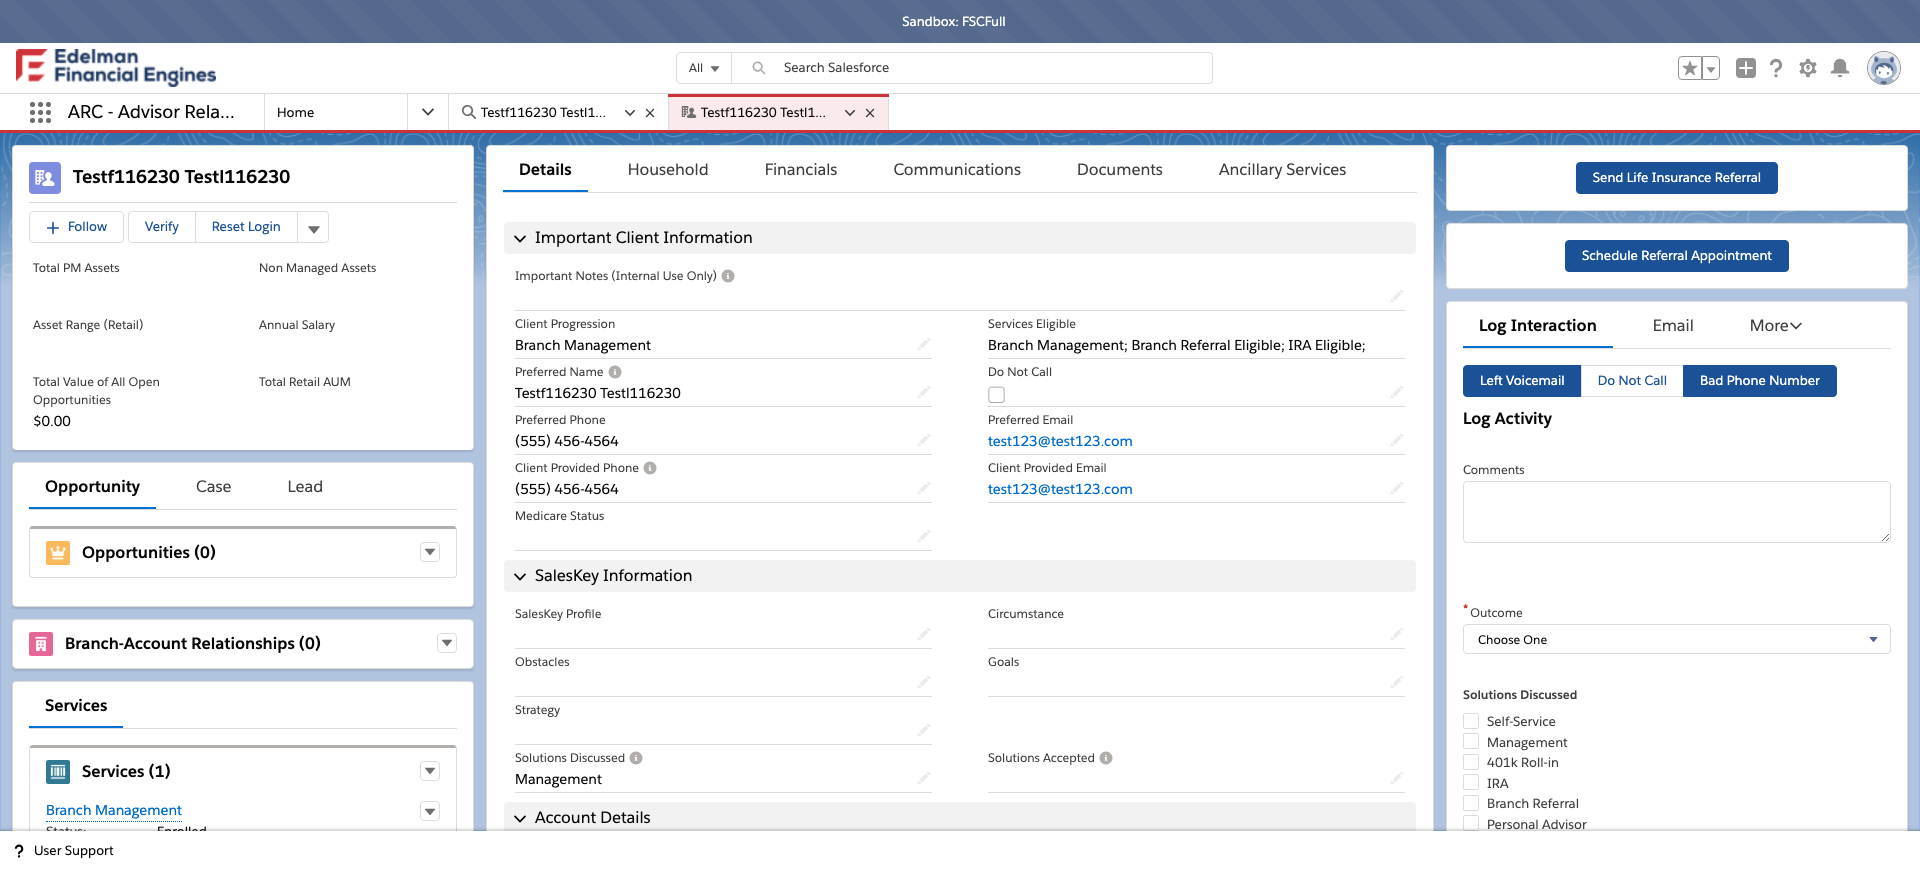 Sandbox: FSCFull
Edelman
Financial Engines
All
Search Salesforce
ARC - Advisor Rela...
Home
Testf116230 Testl1...
Testf116230 Testl1...
Testf116230 Testl116230
Follow
Verify
Reset Login
Total PM Assets
Non Managed Assets
Asset Range (Retail)
Annual Salary
Total Value of All Open
Opportunities
Total Retail AUM
$0.00
Opportunity
Case
Lead
Opportunities (0)
Branch-Account Relationships (0)
Services
Services (1)
Branch Management
Status:
Enrolled
Details
Household
Financials
Communications
Documents
Ancillary Services
Important Client Information
Important Notes (Internal Use Only)
Client Progression
Branch Management
Services Eligible
Branch Management; Branch Referral Eligible; IRA Eligible;
Preferred Name
Testf116230 Testl116230
Do Not Call
Preferred Phone
(555) 456-4564
Preferred Email
test123@test123.com
Client Provided Phone
(555) 456-4564
Client Provided Email
test123@test123.com
Medicare Status
SalesKey Information
SalesKey Profile
Circumstance
Obstacles
Goals
Strategy
Solutions Discussed
Management
Solutions Accepted
Account Details
Send Life Insurance Referral
Schedule Referral Appointment
Log Interaction
Email
More
Left Voicemail
Do Not Call
Bad Phone Number
Log Activity
Comments
*Outcome
Choose One
Solutions Discussed
Self-Service
Management
401k Roll-in
IRA
Branch Referral
Personal Advisor
? User Support